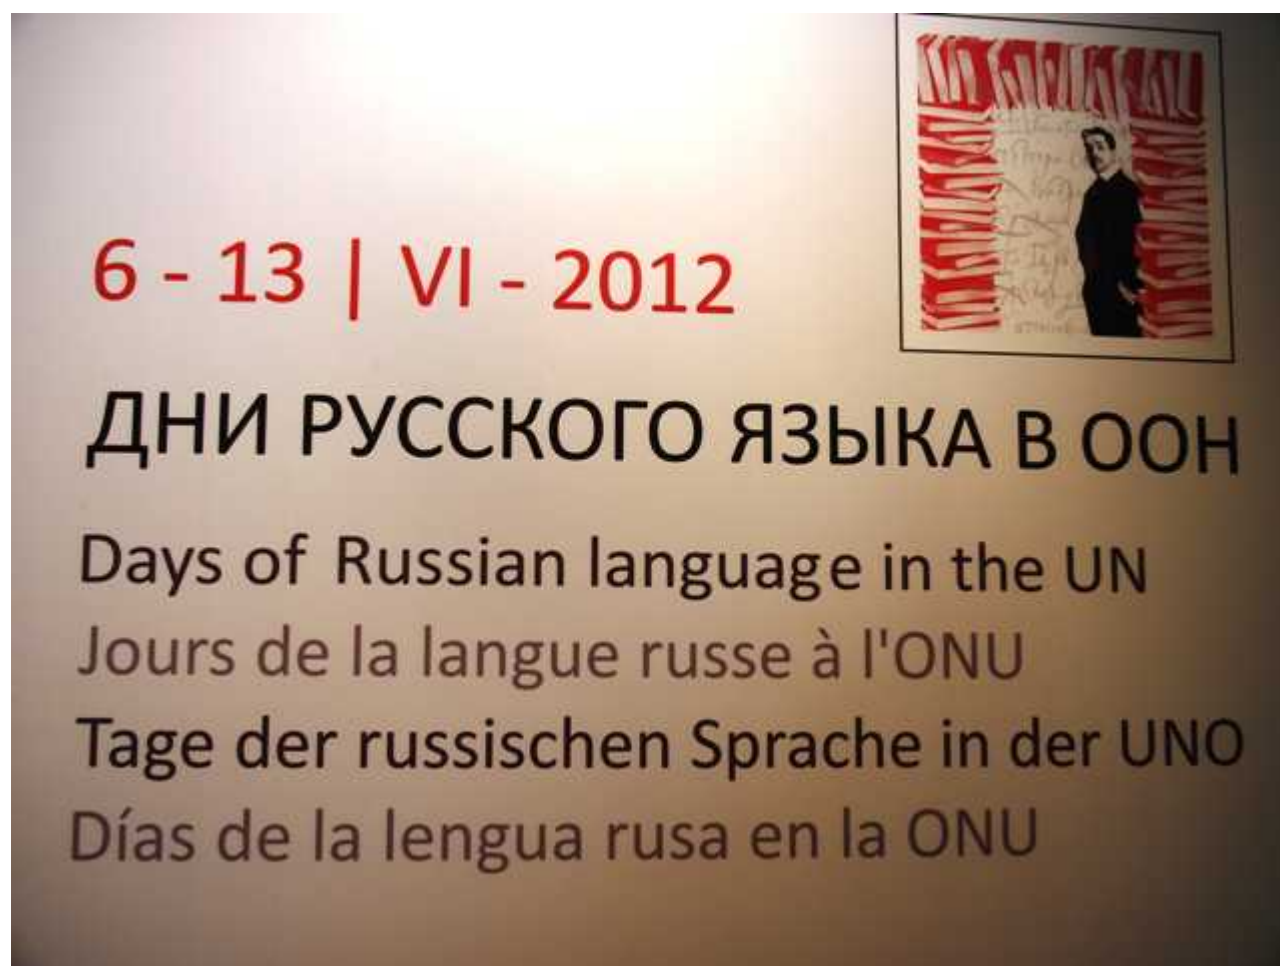 6 - 13 | VI - 2012
ДНИ РУССКОГО ЯЗЫКА В ООН
Days of Russian language in the UN
Jours de la langue russe à l'ONU
Tage der russischen Sprache in der UNO
Días de la lengua rusa en la ONU